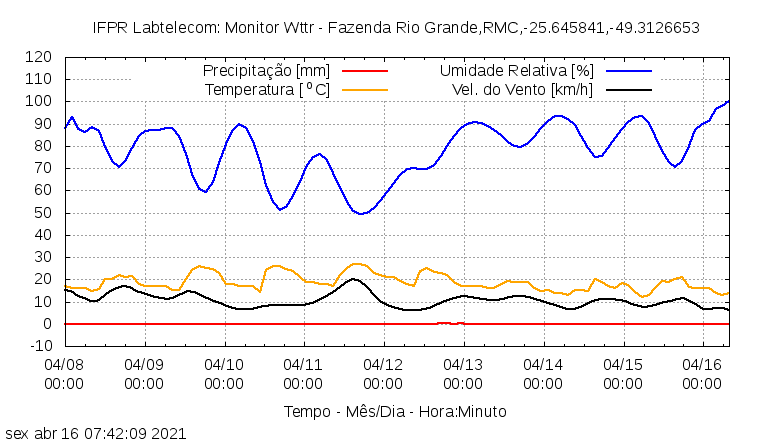 IFPR Labtelecom: Monitor Wttr - Fazenda Rio Grande,RMC,-25.645841,-49.3126653
120
110
100
90
80
70
60
50
40
30
20
10
0
-10
Precipitação [mm]
Umidade Relativa [%]
Temperatura [⁰C]
Vel. do Vento [km/h]
04/08 04/09 04/10 04/11 04/12 04/13 04/14 04/15 04/16
00:00 00:00 00:00 00:00 00:00 00:00 00:00 00:00 00:00
Tempo - Mês/Dia - Hora:Minuto
sex abr 16 07:42:09 2021